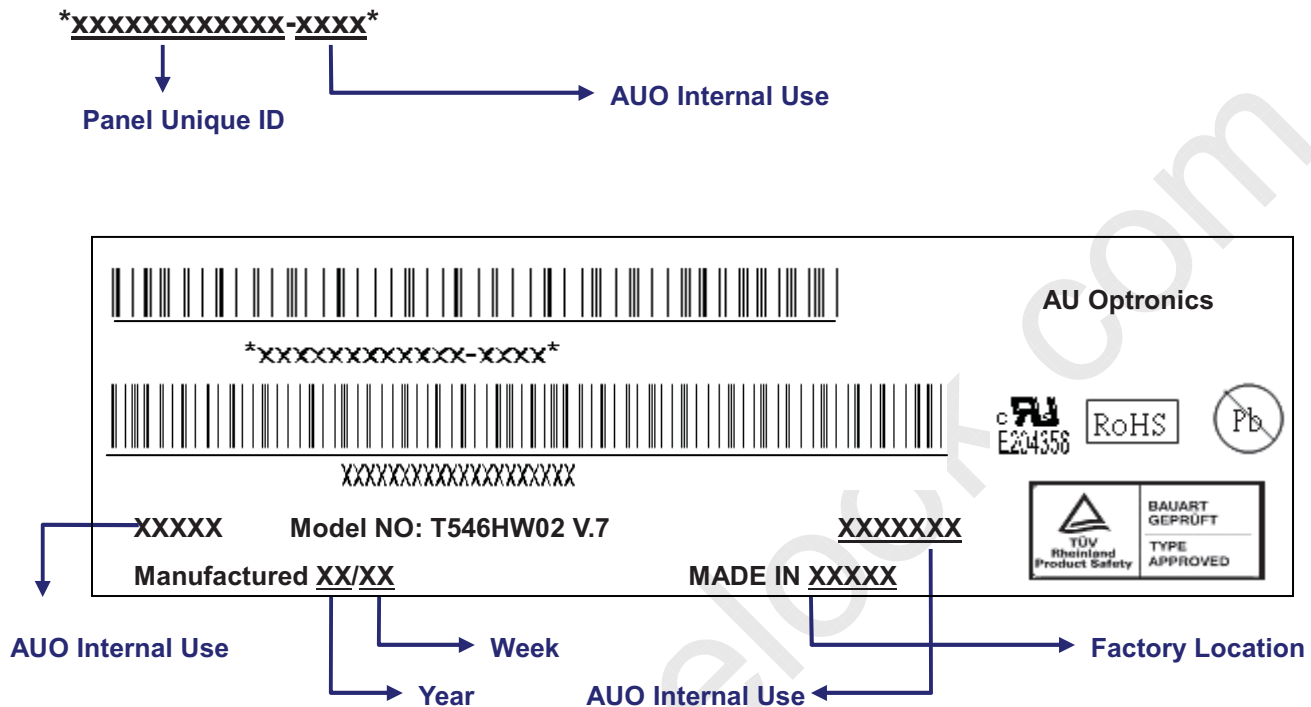 *xxxxxxxxxxxx-xxxx*
AUO Internal Use
Panel Unique ID
AU Optronics
*xxxxxxxxxxxx-xxxx*
c
E204356
RoHS
Pb
XXXXXXXXXXXXXXXXXXXX
BAUART
GEPRÜFT
TÜV
Rheinland
Product Safety
TYPE
APPROVED
XXXXX Model NO: T546HW02 V.7 XXXXXXX
Manufactured XX/XX MADE IN XXXXX
AUO Internal Use
Week
Factory Location
Year
AUO Internal Use